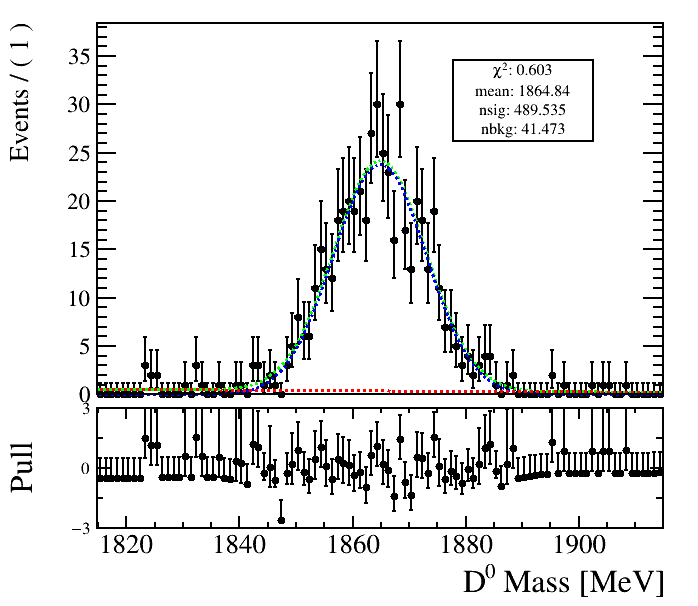 Events / ( 1 )
35
30
25
20
15
10
5
0
χ²: 0.603
mean: 1864.84
nsig: 489.535
nbkg: 41.473
Pull
3
0
−3
1820 1840 1860 1880 1900
D⁰ Mass [MeV]